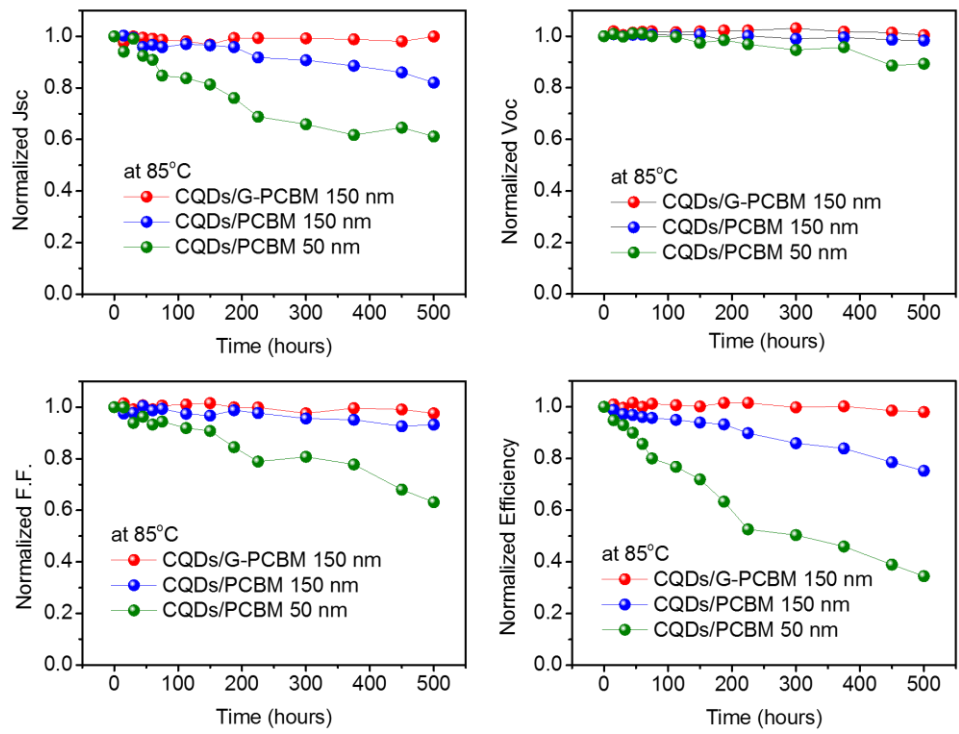 Normalized Jsc
1.0
0.8
0.6
0.4
0.2
0.0
at 85°C
CQDs/G-PCBM 150 nm
CQDs/PCBM 150 nm
CQDs/PCBM 50 nm
0 100 200 300 400 500
Time (hours)
Normalized Voc
1.0
0.8
0.6
0.4
0.2
0.0
at 85°C
CQDs/G-PCBM 150 nm
CQDs/PCBM 150 nm
CQDs/PCBM 50 nm
0 100 200 300 400 500
Time (hours)
Normalized F.F.
1.0
0.8
0.6
0.4
0.2
0.0
at 85°C
CQDs/G-PCBM 150 nm
CQDs/PCBM 150 nm
CQDs/PCBM 50 nm
0 100 200 300 400 500
Time (hours)
Normalized Efficiency
1.0
0.8
0.6
0.4
0.2
0.0
at 85°C
CQDs/G-PCBM 150 nm
CQDs/PCBM 150 nm
CQDs/PCBM 50 nm
0 100 200 300 400 500
Time (hours)